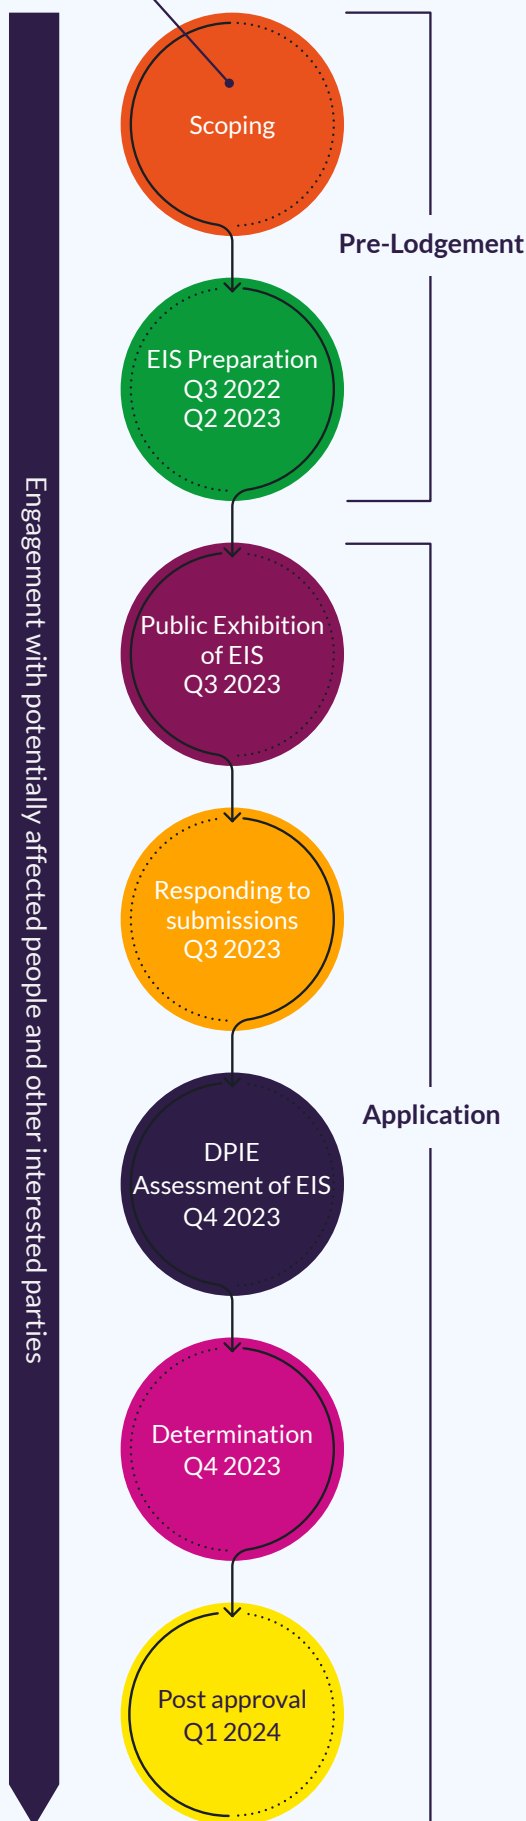 Scoping
Pre-Lodgement
EIS Preparation
Q3 2022
Q2 2023
Engagement with potentially affected people and other interested parties
Public Exhibition
of EIS
Q3 2023
Responding to
submissions
Q3 2023
Application
DPIE
Assessment of EIS
Q4 2023
Determination
Q4 2023
Post approval
Q1 2024